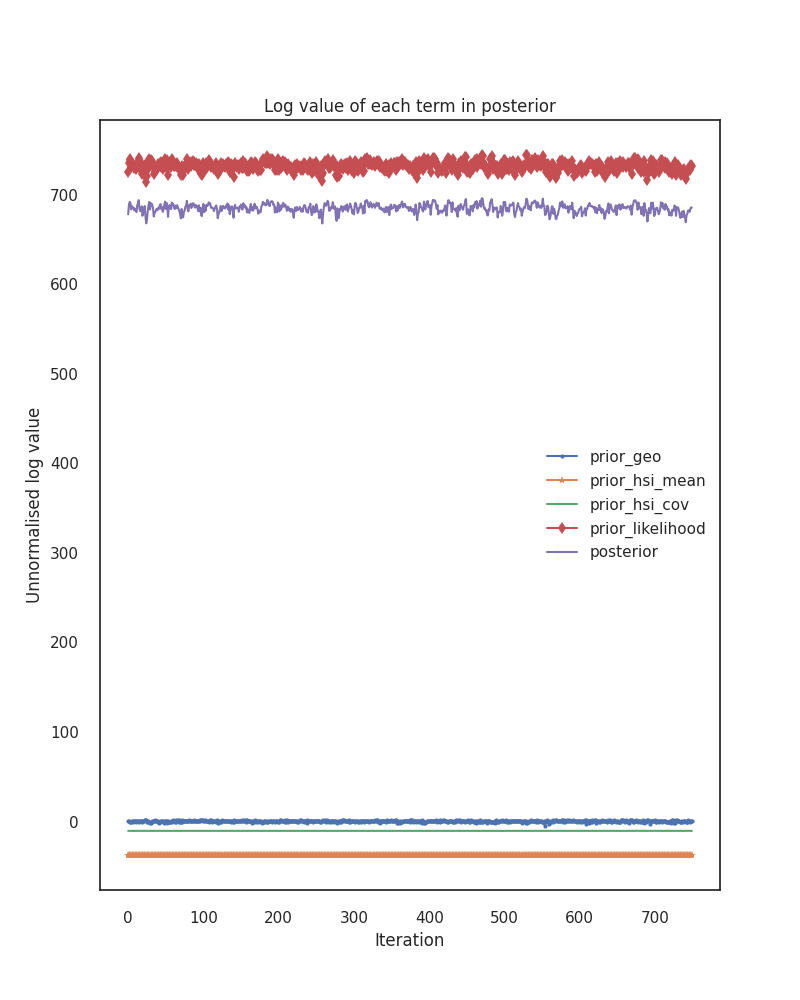 Log value of each term in posterior
Unnormalised log value
700
600
500
400
300
200
100
0
prior_geo
prior_hsi_mean
prior_hsi_cov
prior_likelihood
posterior
0 100 200 300 400 500 600 700
Iteration